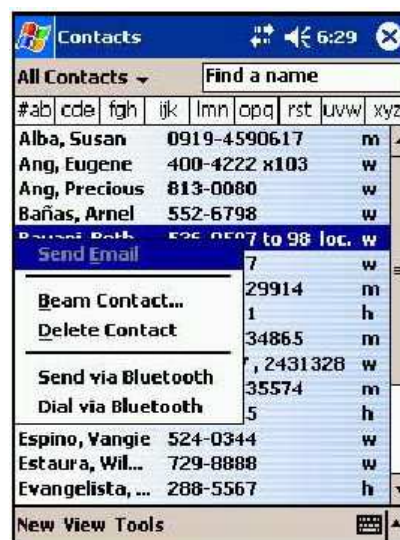 Contacts 6:29
All Contacts Find a name
#ab cde fgh ijk lmn opq rst uvw xyz
Alba, Susan 0919-4590617 m
Ang, Eugene 400-4222 x103 w
Ang, Precious 813-0080 w
Bañas, Arnel 552-6798 w
to 98 loc. w
Send Email
7 w
29914 m
Beam Contact...
1 h
Delete Contact
34865 m
, 2431328 w
Send via Bluetooth
35574 m
Dial via Bluetooth
5 h
Espino, Vangie 524-0344 w
Estaura, Wil... 729-8888 w
Evangelista, ... 288-5567 h
New View Tools